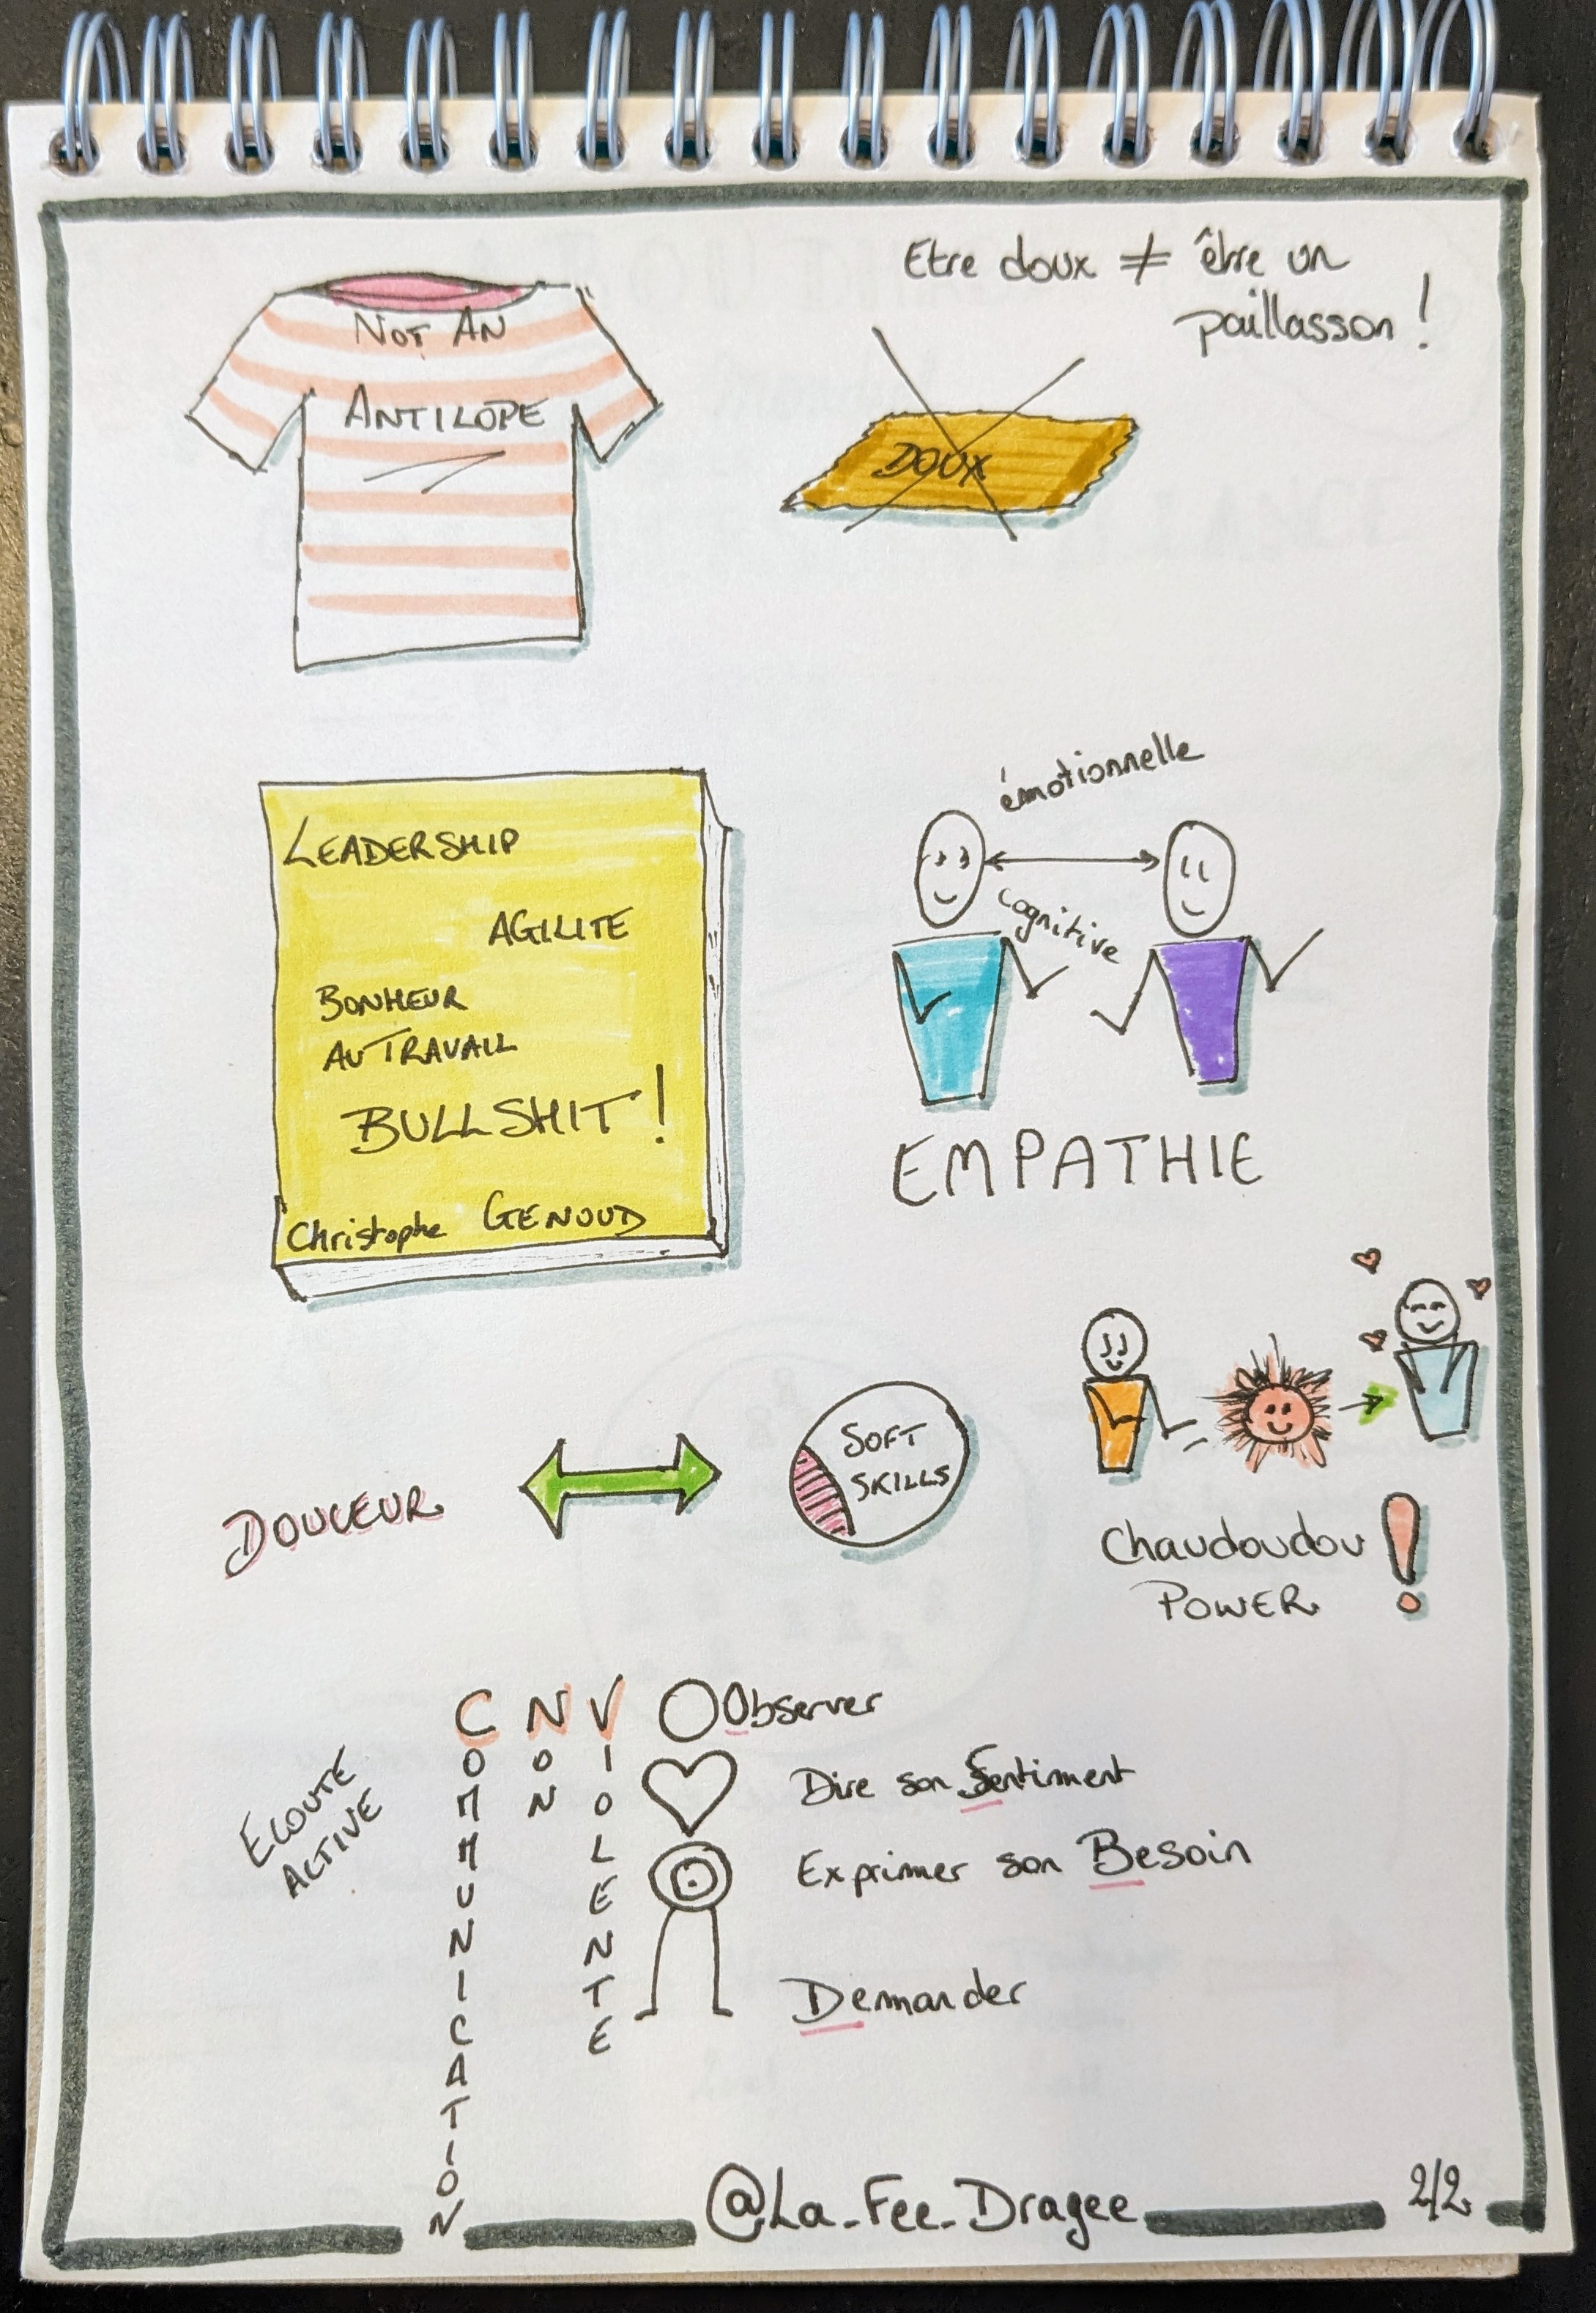 Etre doux ≠ être un
paillasson !
NOT AN
ANTILOPE
DOUX
LEADERSHIP
AGILITE
BONHEUR
AU TRAVAIL
BULLSHIT !
Christophe GENOUD
émotionnelle
cognitive
EMPATHIE
DOUCEUR
SOFT
SKILLS
Chaudoudou
POWER !
ECOUTE
ACTIVE
COMMUNICATION
NON
VIOLENTE
Observer
Dire son Sentiment
Exprimer son Besoin
Demander
@La_Fee_Dragee
2/2